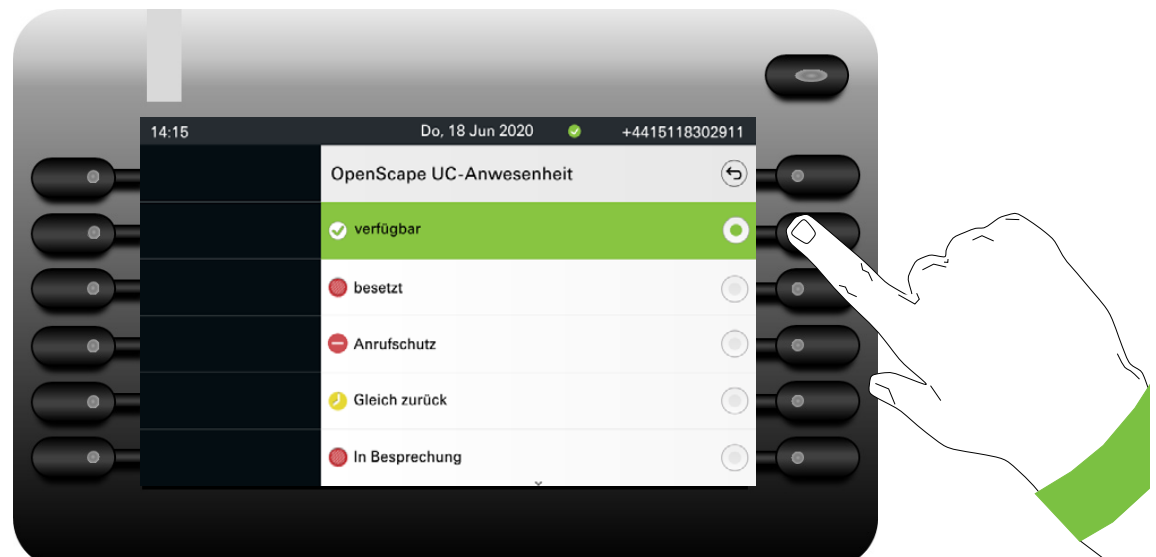 14:15 Do, 18 Jun 2020 +4415118302911
OpenScape UC-Anwesenheit
verfügbar
besetzt
Anrufschutz
Gleich zurück
In Besprechung